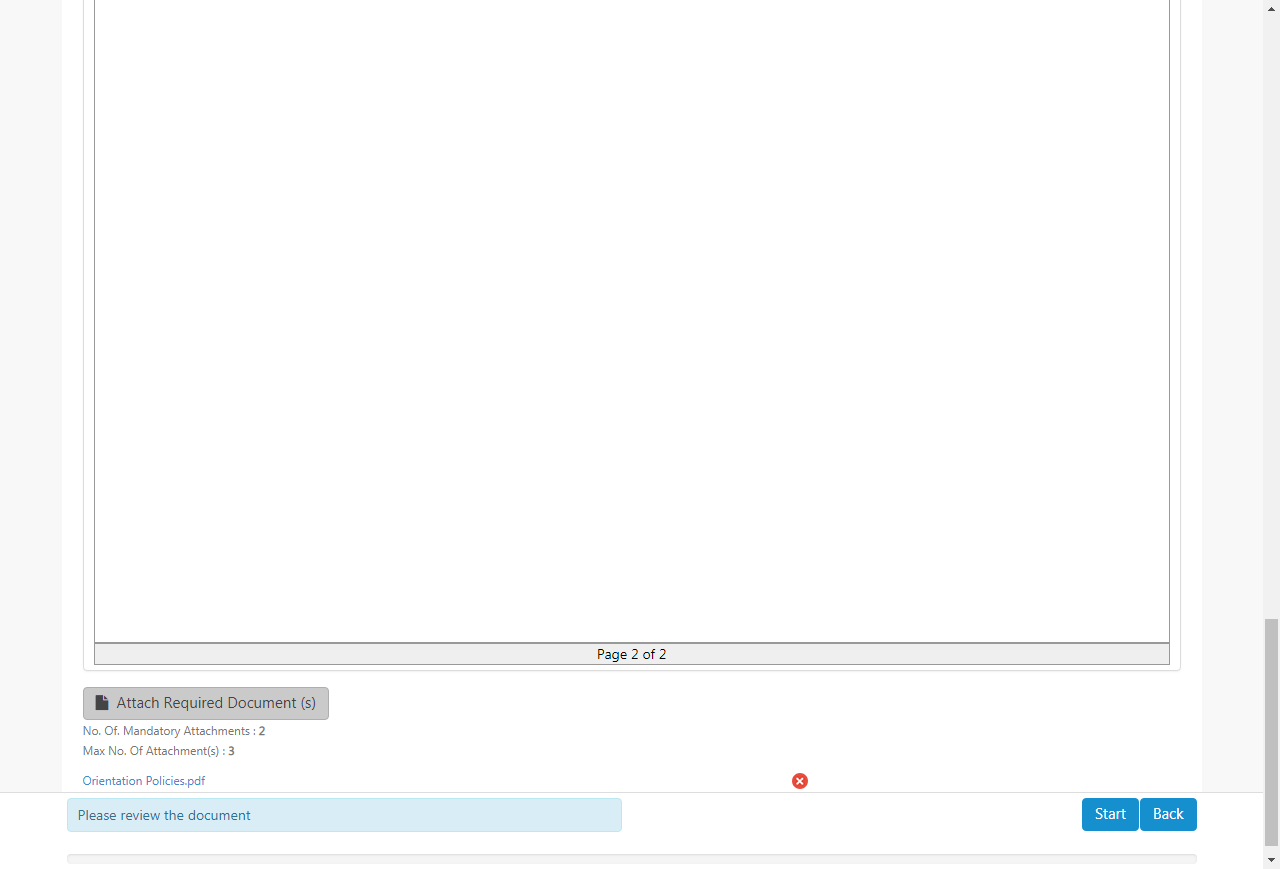 Page 2 of 2
Attach Required Document (s)
No. Of. Mandatory Attachments : 2
Max No. Of Attachment(s) : 3
Orientation Policies.pdf
Please review the document
Start
Back